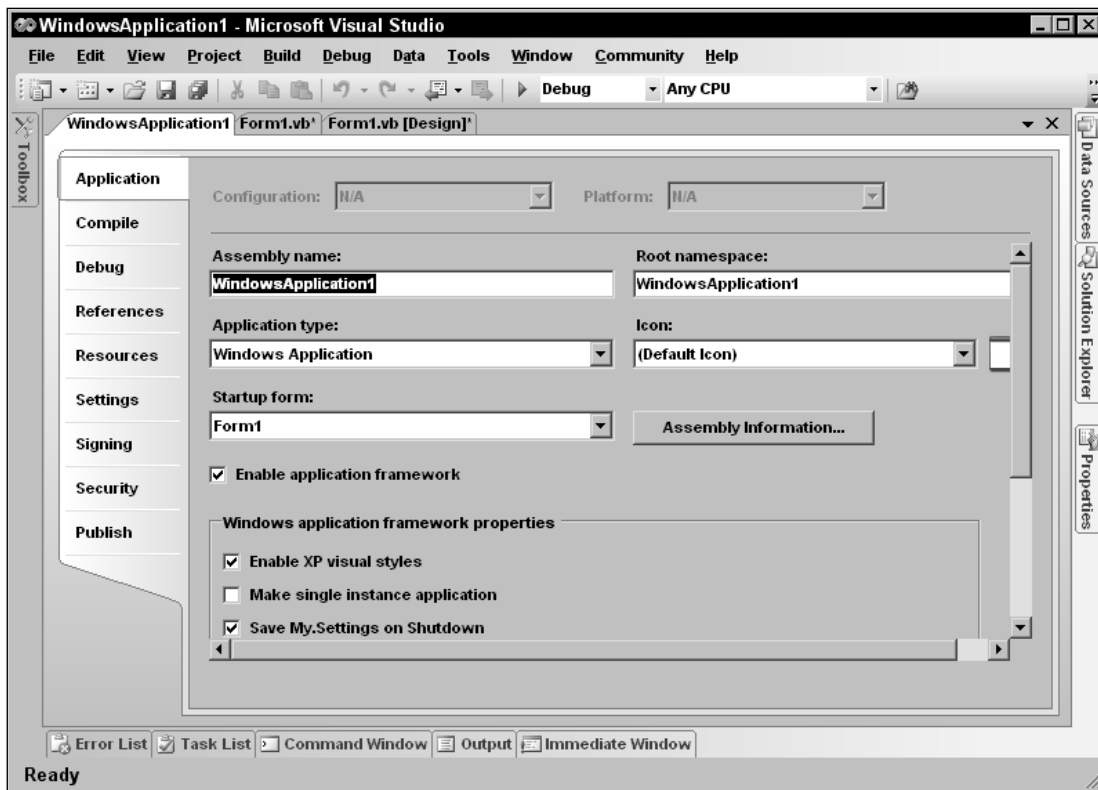 WindowsApplication1 - Microsoft Visual Studio
File Edit View Project Build Debug Data Tools Window Community Help
Debug Any CPU
WindowsApplication1 Form1.vb* Form1.vb [Design]*
Toolbox
Application
Compile
Debug
References
Resources
Settings
Signing
Security
Publish
Configuration: N/A Platform: N/A
Assembly name: Root namespace:
WindowsApplication1 WindowsApplication1
Application type: Icon:
Windows Application (Default Icon)
Startup form:
Form1 Assembly Information...
Enable application framework
Windows application framework properties
Enable XP visual styles
Make single instance application
Save My.Settings on Shutdown
Data Sources
Solution Explorer
Properties
Error List Task List Command Window Output Immediate Window
Ready